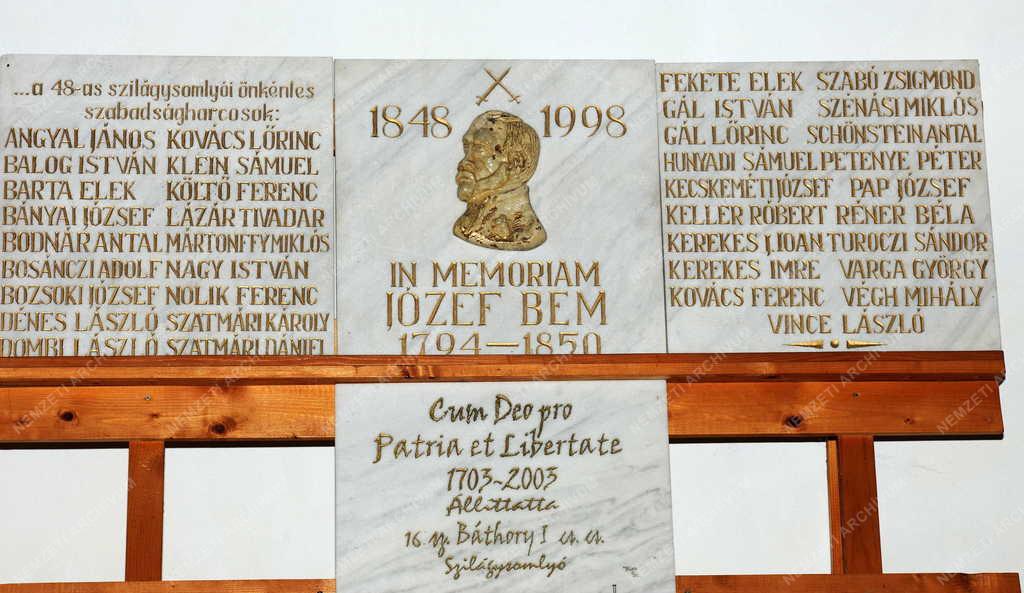 ...a 48-as szilágysomlyói önkéntes
szabadságharcosok:
ANGYAL JÁNOS KOVÁCS LŐRINC
BALOG ISTVÁN KLEIN SÁMUEL
BARTA ELEK KÖLTŐ FERENC
BÁNYAI JÓZSEF LÁZÁR TIVADAR
BODNÁR ANTAL MÁRTONFFY MIKLÓS
BOSÁNCZI ADOLF NAGY ISTVÁN
BOZSOKI JÓZSEF NOLIK FERENC
DÉNES LÁSZLÓ SZATMÁRI KÁROLY
DOMBI LÁSZLÓ SZATMÁRI DÁNIEL
1848 1998
IN MEMORIAM
JÓZEF BEM
1794-1850
FEKETE ELEK SZABÓ ZSIGMOND
GÁL ISTVÁN SZÉNÁSI MIKLÓS
GÁL LŐRINC SCHÖNSTEIN ANTAL
HUNYADI SÁMUEL PETENYE PÉTER
KECSKEMÉTI JÓZSEF PAP JÓZSEF
KELLER RÓBERT RÉNER BÉLA
KEREKES J. IOAN TUROCZI SÁNDOR
KEREKES IMRE VARGA GYÖRGY
KOVÁCS FERENC VÉGH MIHÁLY
VINCE LÁSZLÓ
Cum Deo pro
Patria et Libertate
1703-2003
Állíttatta
16. sz. Báthory I cs. cs.
Szilágysomlyó
NEMZETI ARCHÍVUM